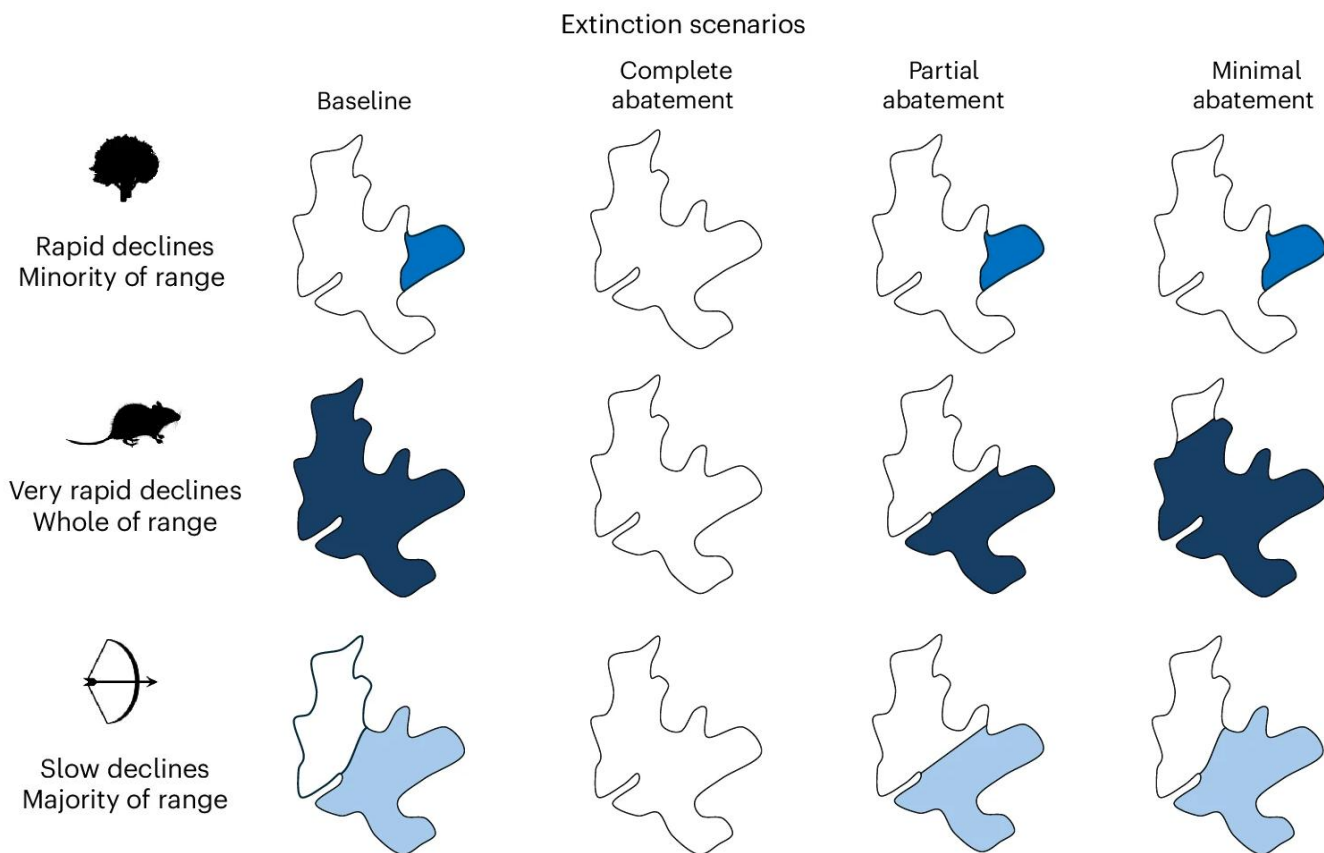 Extinction scenarios
Baseline
Complete
abatement
Partial
abatement
Minimal
abatement
Rapid declines
Minority of range
Very rapid declines
Whole of range
Slow declines
Majority of range